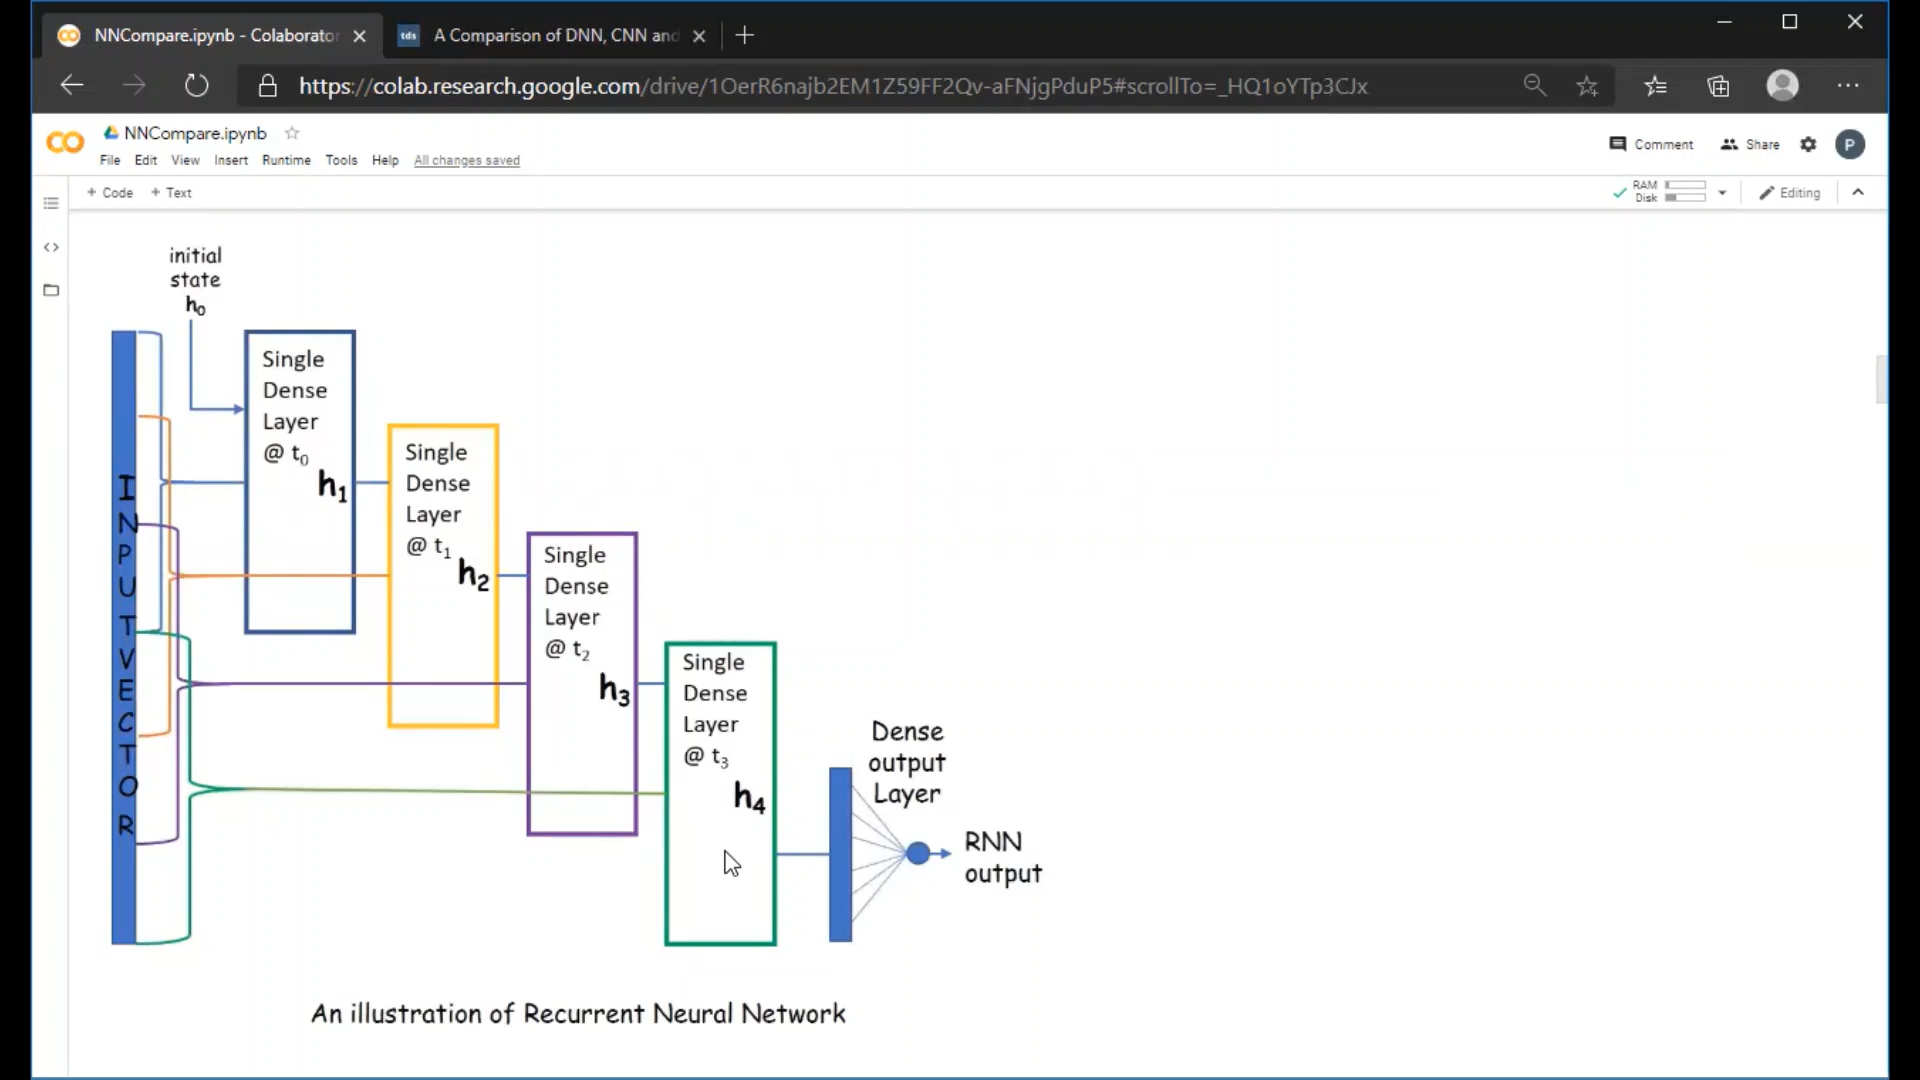 NNCompare.ipynb - Colaborator
tds
A Comparison of DNN, CNN and
https://colab.research.google.com/drive/1OerR6najb2EM1Z59FF2Qv-aFNjgPduP5#scrollTo=_HQ1oYTp3CJx
CO
NNCompare.ipynb
File Edit View Insert Runtime Tools Help All changes saved
Comment
Share
P
+ Code + Text
RAM
Disk
Editing
initial
state
h0
INPUT VECTOR
Single
Dense
Layer
@ t0
h1
Single
Dense
Layer
@ t1
h2
Single
Dense
Layer
@ t2
h3
Single
Dense
Layer
@ t3
h4
Dense
output
Layer
RNN
output
An illustration of Recurrent Neural Network